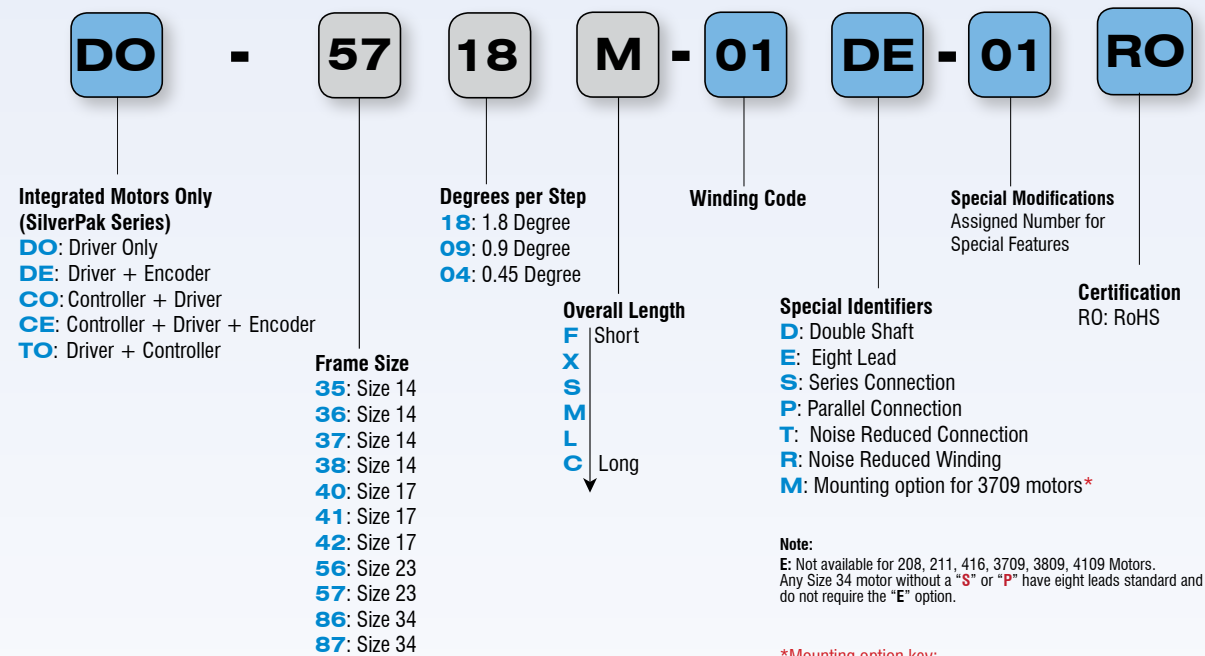 DO - 57 18 M - 01 DE - 01 RO
Integrated Motors Only
(SilverPak Series)
DO: Driver Only
DE: Driver + Encoder
CO: Controller + Driver
CE: Controller + Driver + Encoder
TO: Driver + Controller
Frame Size
35: Size 14
36: Size 14
37: Size 14
38: Size 14
40: Size 17
41: Size 17
42: Size 17
56: Size 23
57: Size 23
86: Size 34
87: Size 34
Degrees per Step
18: 1.8 Degree
09: 0.9 Degree
04: 0.45 Degree
Overall Length
F Short
X
S
M
L
C Long
Winding Code
Special Identifiers
D: Double Shaft
E: Eight Lead
S: Series Connection
P: Parallel Connection
T: Noise Reduced Connection
R: Noise Reduced Winding
M: Mounting option for 3709 motors*
Note:
E: Not available for 208, 211, 416, 3709, 3809, 4109 Motors.
Any Size 34 motor without a “S” or “P” have eight leads standard and
do not require the “E” option.
*Mounting option key:
Special Modifications
Assigned Number for
Special Features
Certification
RO: RoHS